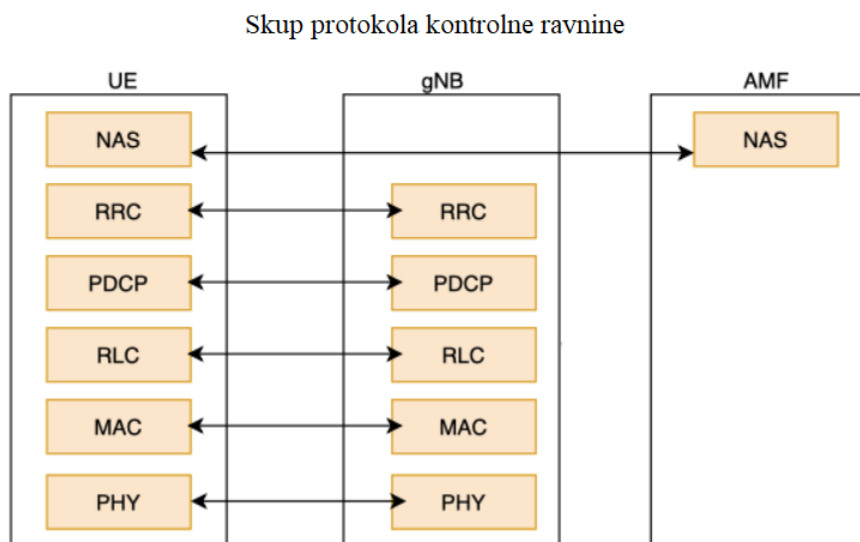 Skup protokola kontrolne ravnine
UE gNB AMF
NAS NAS
RRC RRC
PDCP PDCP
RLC RLC
MAC MAC
PHY PHY